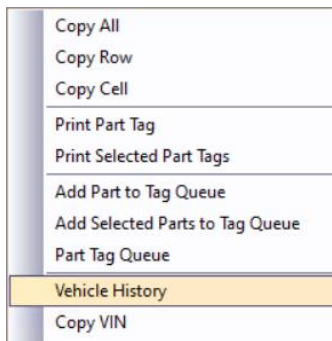 Copy All
Copy Row
Copy Cell
Print Part Tag
Print Selected Part Tags
Add Part to Tag Queue
Add Selected Parts to Tag Queue
Part Tag Queue
Vehicle History
Copy VIN